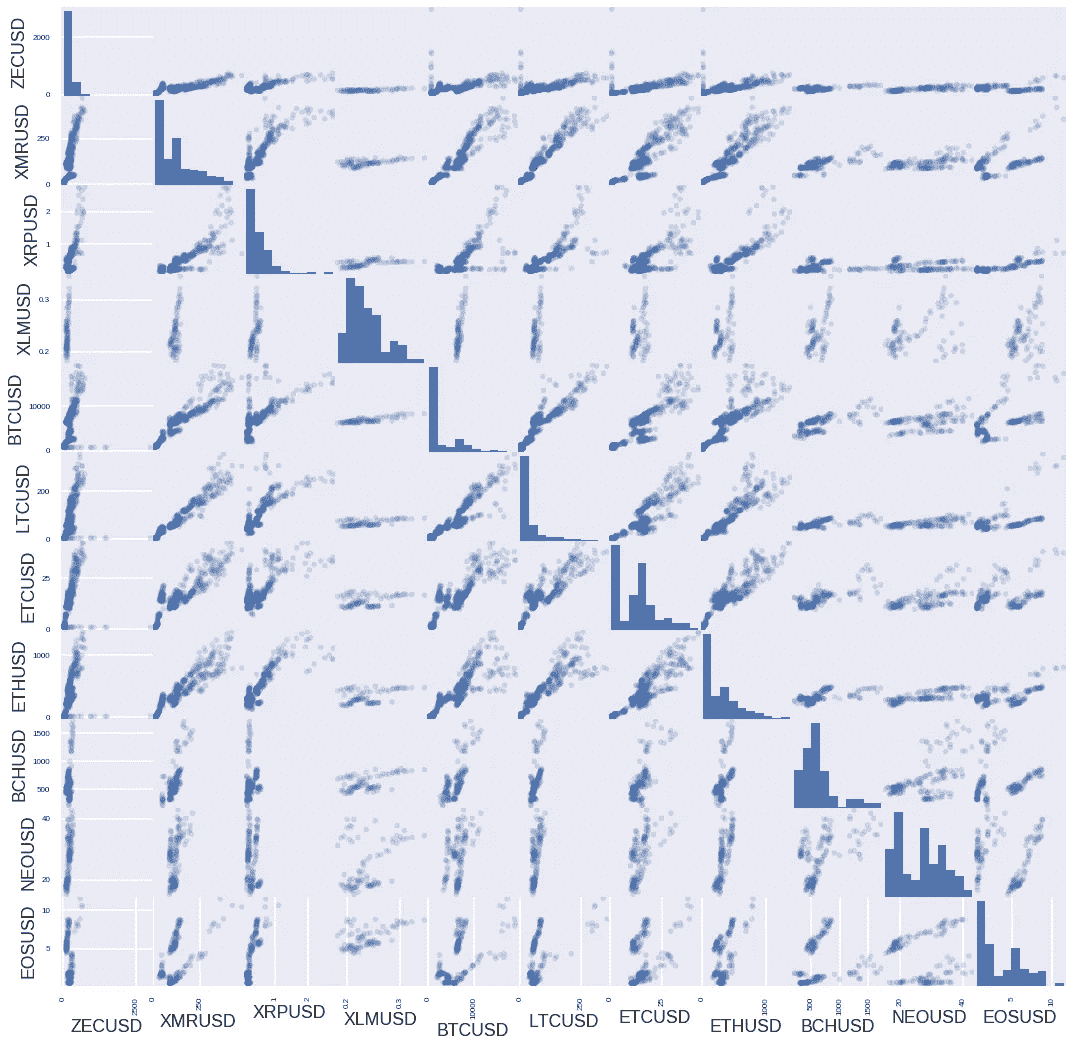 ZECUSD
2000
0
XMRUSD
250
0
XRPUSD
2
1
XLMUSD
0.3
0.2
BTCUSD
10000
0
LTCUSD
200
0
ETCUSD
25
0
ETHUSD
1000
0
BCHUSD
1500
1000
500
NEOUSD
40
20
EOSUSD
10
5
0
2500
0
250
1
2
0.2
0.3
0
10000
0
250
0
25
0
1000
500
1000
1500
20
40
5
10
ZECUSD
XMRUSD
XRPUSD
XLMUSD
BTCUSD
LTCUSD
ETCUSD
ETHUSD
BCHUSD
NEOUSD
EOSUSD